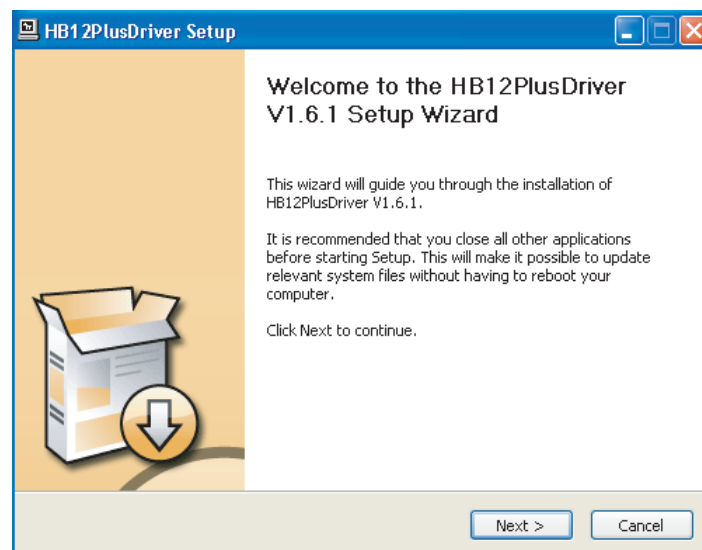 HB12PlusDriver Setup
Welcome to the HB12PlusDriver
V1.6.1 Setup Wizard
This wizard will guide you through the installation of
HB12PlusDriver V1.6.1.
It is recommended that you close all other applications
before starting Setup. This will make it possible to update
relevant system files without having to reboot your
computer.
Click Next to continue.
Next >
Cancel